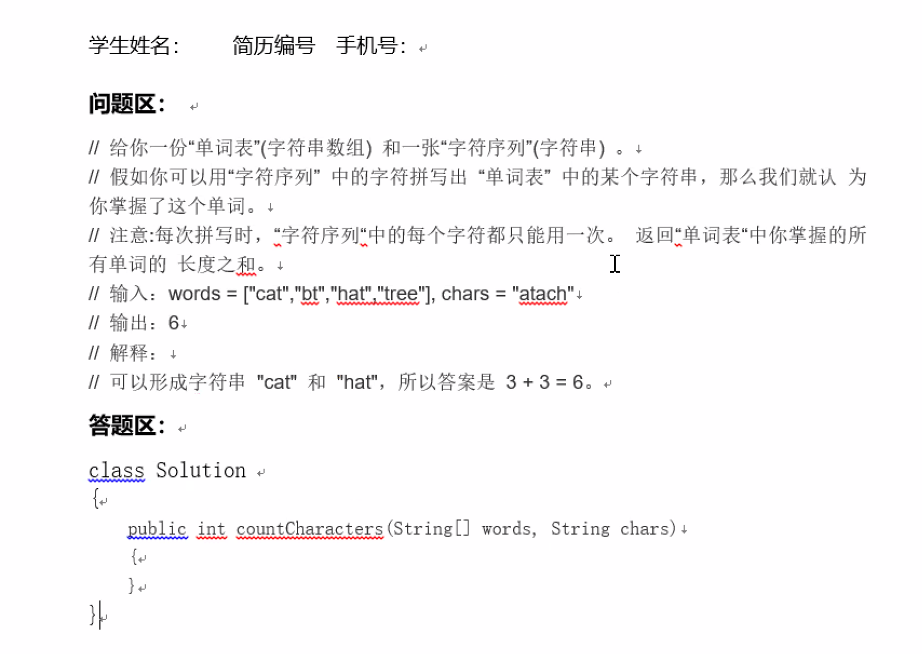 学生姓名： 简历编号 手机号：
问题区：
// 给你一份“单词表”(字符串数组) 和一张“字符序列”(字符串) 。
// 假如你可以用“字符序列” 中的字符拼写出 “单词表” 中的某个字符串，那么我们就认 为
你掌握了这个单词。
// 注意:每次拼写时，“字符序列“中的每个字符都只能用一次。 返回“单词表“中你掌握的所
有单词的 长度之和。
// 输入：words = ["cat","bt","hat","tree"], chars = "atach"
// 输出：6
// 解释：
// 可以形成字符串 "cat" 和 "hat"，所以答案是 3 + 3 = 6。
答题区：
class Solution
{
public int countCharacters(String[] words, String chars)
{
}
}